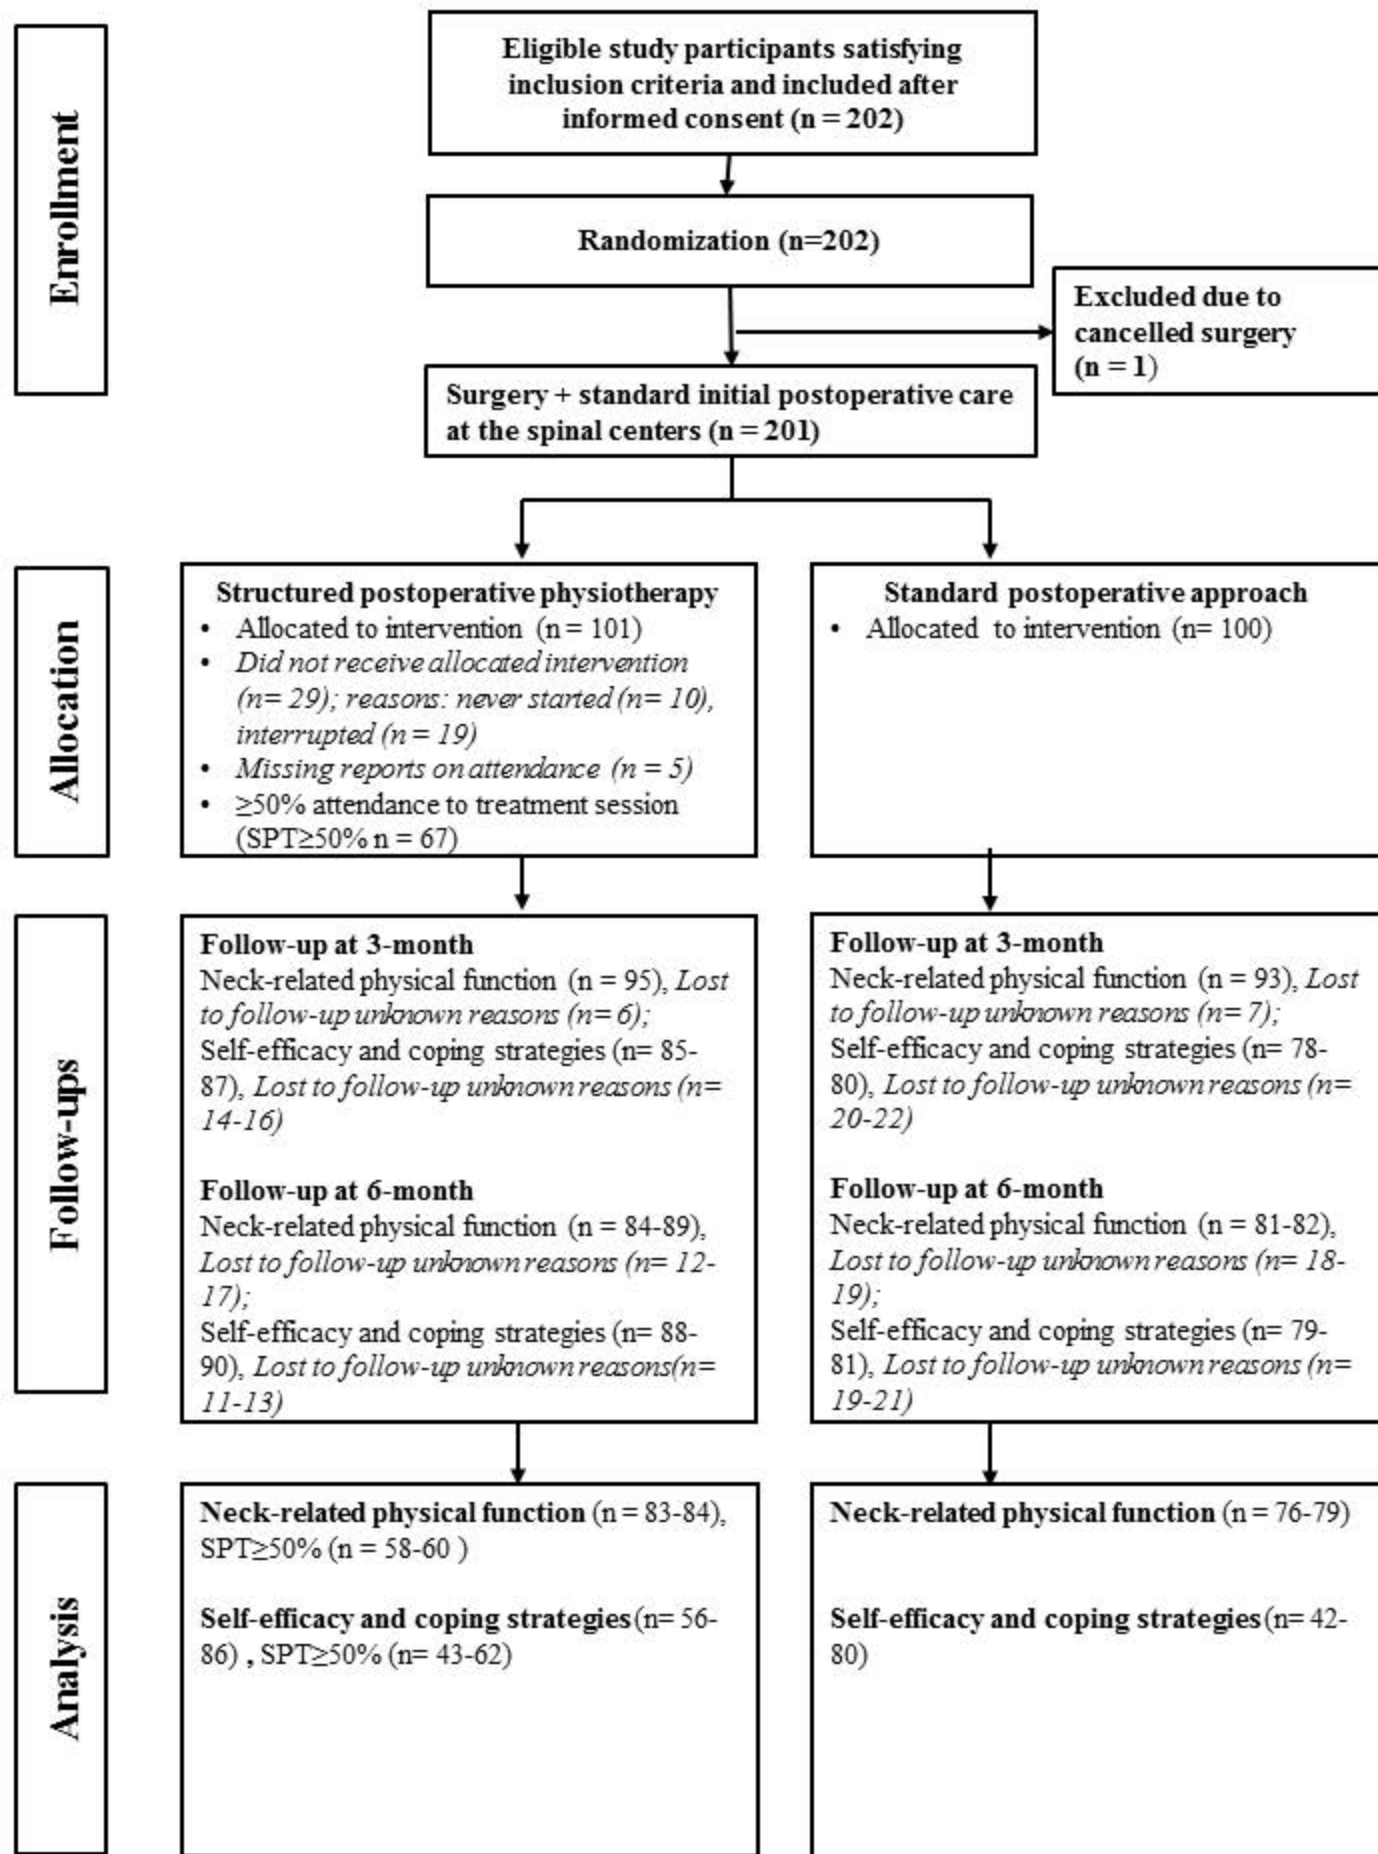 Enrollment
Eligible study participants satisfying
inclusion criteria and included after
informed consent (n = 202)
Randomization (n=202)
Excluded due to
cancelled surgery
(n = 1)
Surgery + standard initial postoperative care
at the spinal centers (n = 201)
Allocation
Structured postoperative physiotherapy
• Allocated to intervention (n = 101)
• Did not receive allocated intervention
(n= 29); reasons: never started (n= 10),
interrupted (n = 19)
• Missing reports on attendance (n = 5)
• ≥50% attendance to treatment session
(SPT≥50% n = 67)
Standard postoperative approach
• Allocated to intervention (n= 100)
Follow-ups
Follow-up at 3-month
Neck-related physical function (n = 95), Lost
to follow-up unknown reasons (n= 6);
Self-efficacy and coping strategies (n= 85-
87), Lost to follow-up unknown reasons (n=
14-16)
Follow-up at 6-month
Neck-related physical function (n = 84-89),
Lost to follow-up unknown reasons (n= 12-
17);
Self-efficacy and coping strategies (n= 88-
90), Lost to follow-up unknown reasons(n=
11-13)
Follow-up at 3-month
Neck-related physical function (n = 93), Lost
to follow-up unknown reasons (n= 7);
Self-efficacy and coping strategies (n= 78-
80), Lost to follow-up unknown reasons (n=
20-22)
Follow-up at 6-month
Neck-related physical function (n = 81-82),
Lost to follow-up unknown reasons (n= 18-
19);
Self-efficacy and coping strategies (n= 79-
81), Lost to follow-up unknown reasons (n=
19-21)
Analysis
Neck-related physical function (n = 83-84),
SPT≥50% (n = 58-60 )
Self-efficacy and coping strategies(n= 56-
86) , SPT≥50% (n= 43-62)
Neck-related physical function (n = 76-79)
Self-efficacy and coping strategies(n= 42-
80)